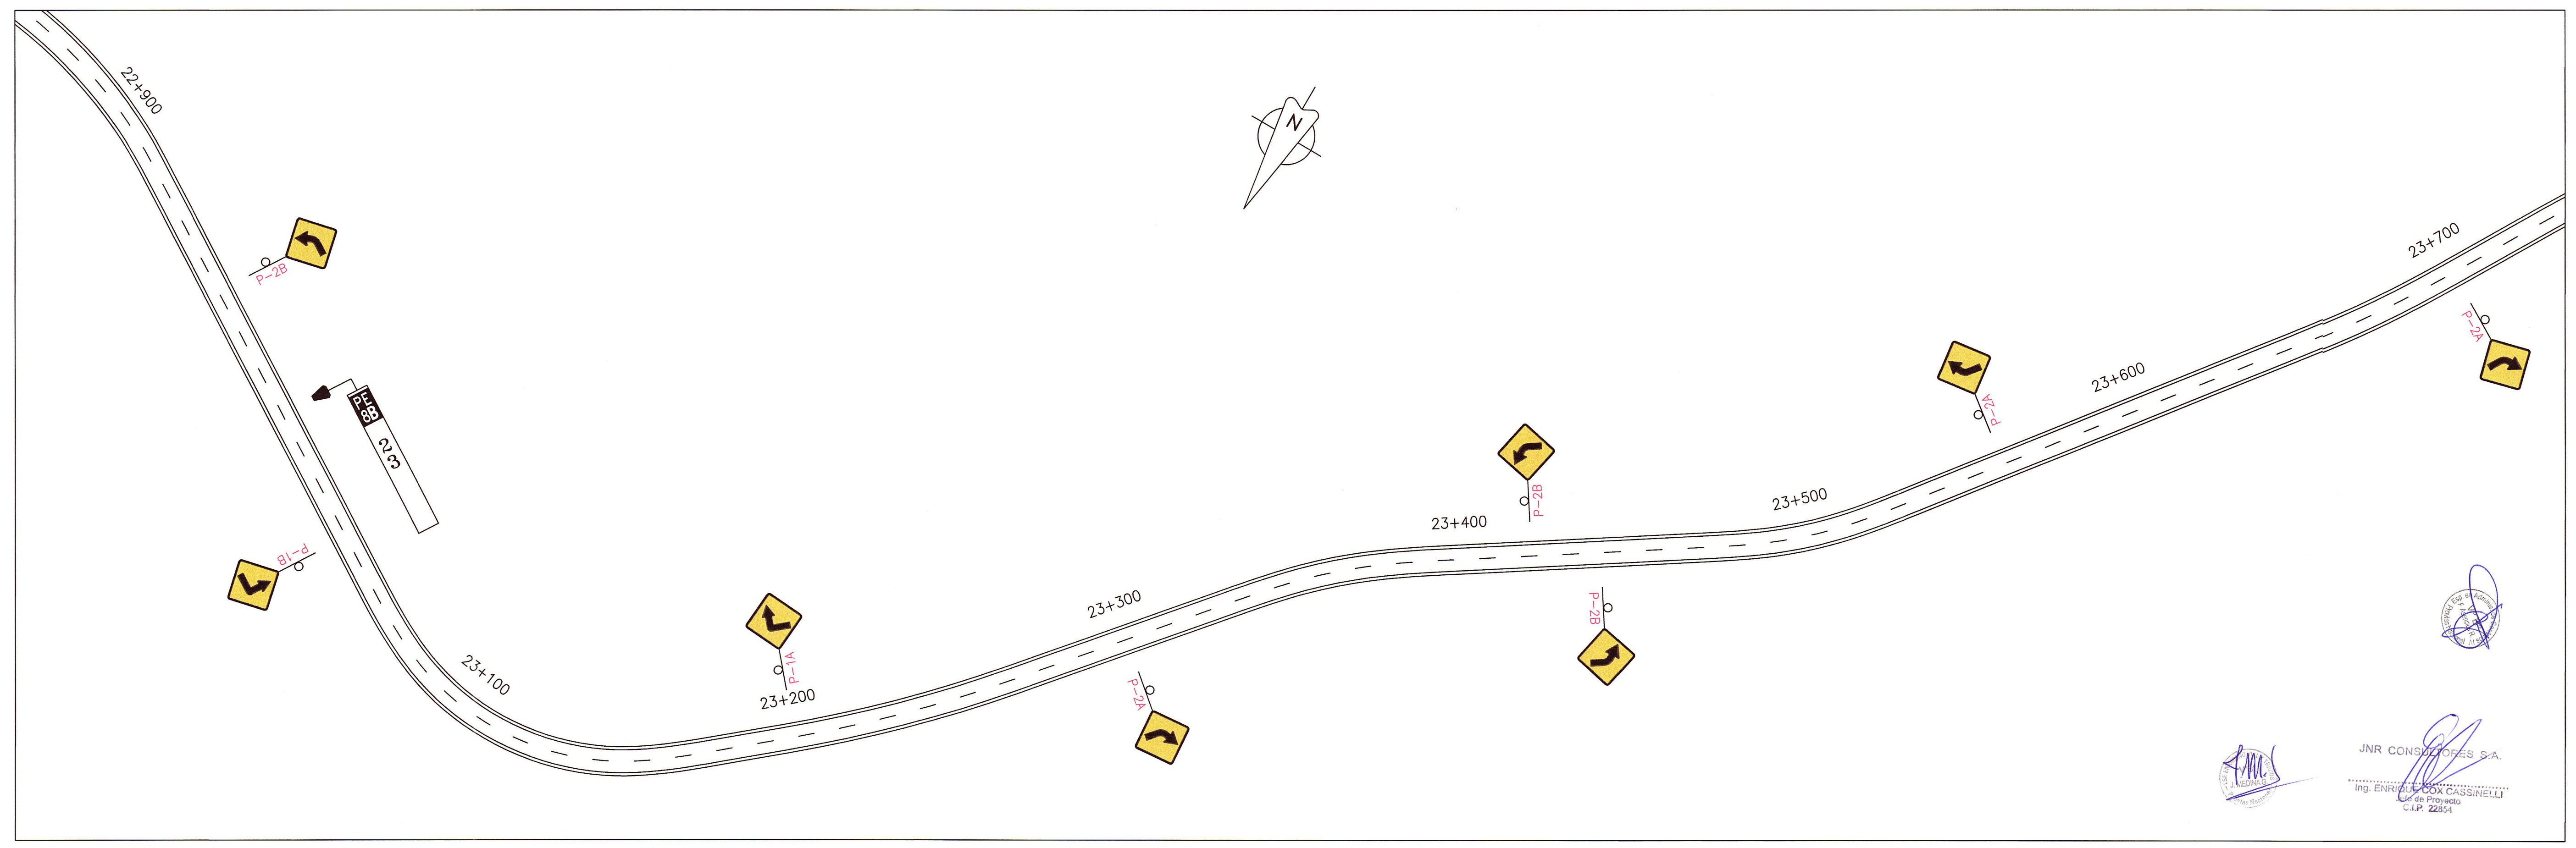 22+900
N
P-2B
PE
8B
23
P-1B
23+100
P-1A
23+200
23+300
P-2A
23+400
P-2B
P-2B
23+500
P-2A
23+600
23+700
P-2A
JNR CONSULTORES S.A.
Ing. ENRIQUE COX CASSINELLI
Jefe de Proyecto
C.I.P. 22854
J. MEDINA